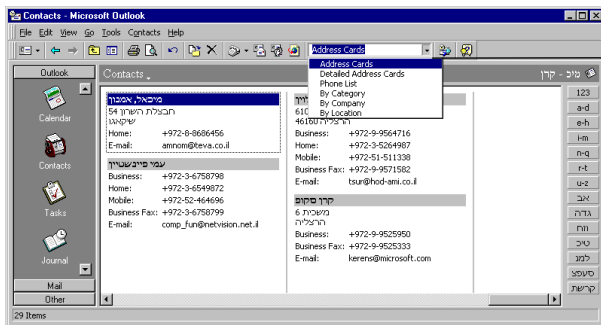 Contacts - Microsoft Outlook
File Edit View Go Tools Contacts Help
Address Cards
Address Cards
Detailed Address Cards
Phone List
By Category
By Company
By Location
Outlook
Contacts
מיכ - קרן
Calendar
Contacts
Tasks
Journal
Mail
Other
מיכאל, אמנון
חבצלת השרון 54
שיקאגו
Home: +972-8-8686456
E-mail: amnom@teva.co.il
עמי פיינשטיין
Business: +972-3-6758798
Home: +972-3-6549872
Mobile: +972-52-464696
Business Fax: +972-3-6758799
E-mail: comp_fun@netvision.net.il
610
הרצליה 46160
Business: +972-9-9564716
Home: +972-3-5264987
Mobile: +972-51-511338
Business Fax: +972-9-9571582
E-mail: tsur@hod-ami.co.il
קרן סקופ
משכית 6
הרצליה
Business: +972-9-9525950
Business Fax: +972-9-9525333
E-mail: kerens@microsoft.com
123
a-d
e-h
i-m
n-q
r-t
u-z
אב
גדה
וזח
טיכ
למנ
סעפצ
קרשת
29 Items